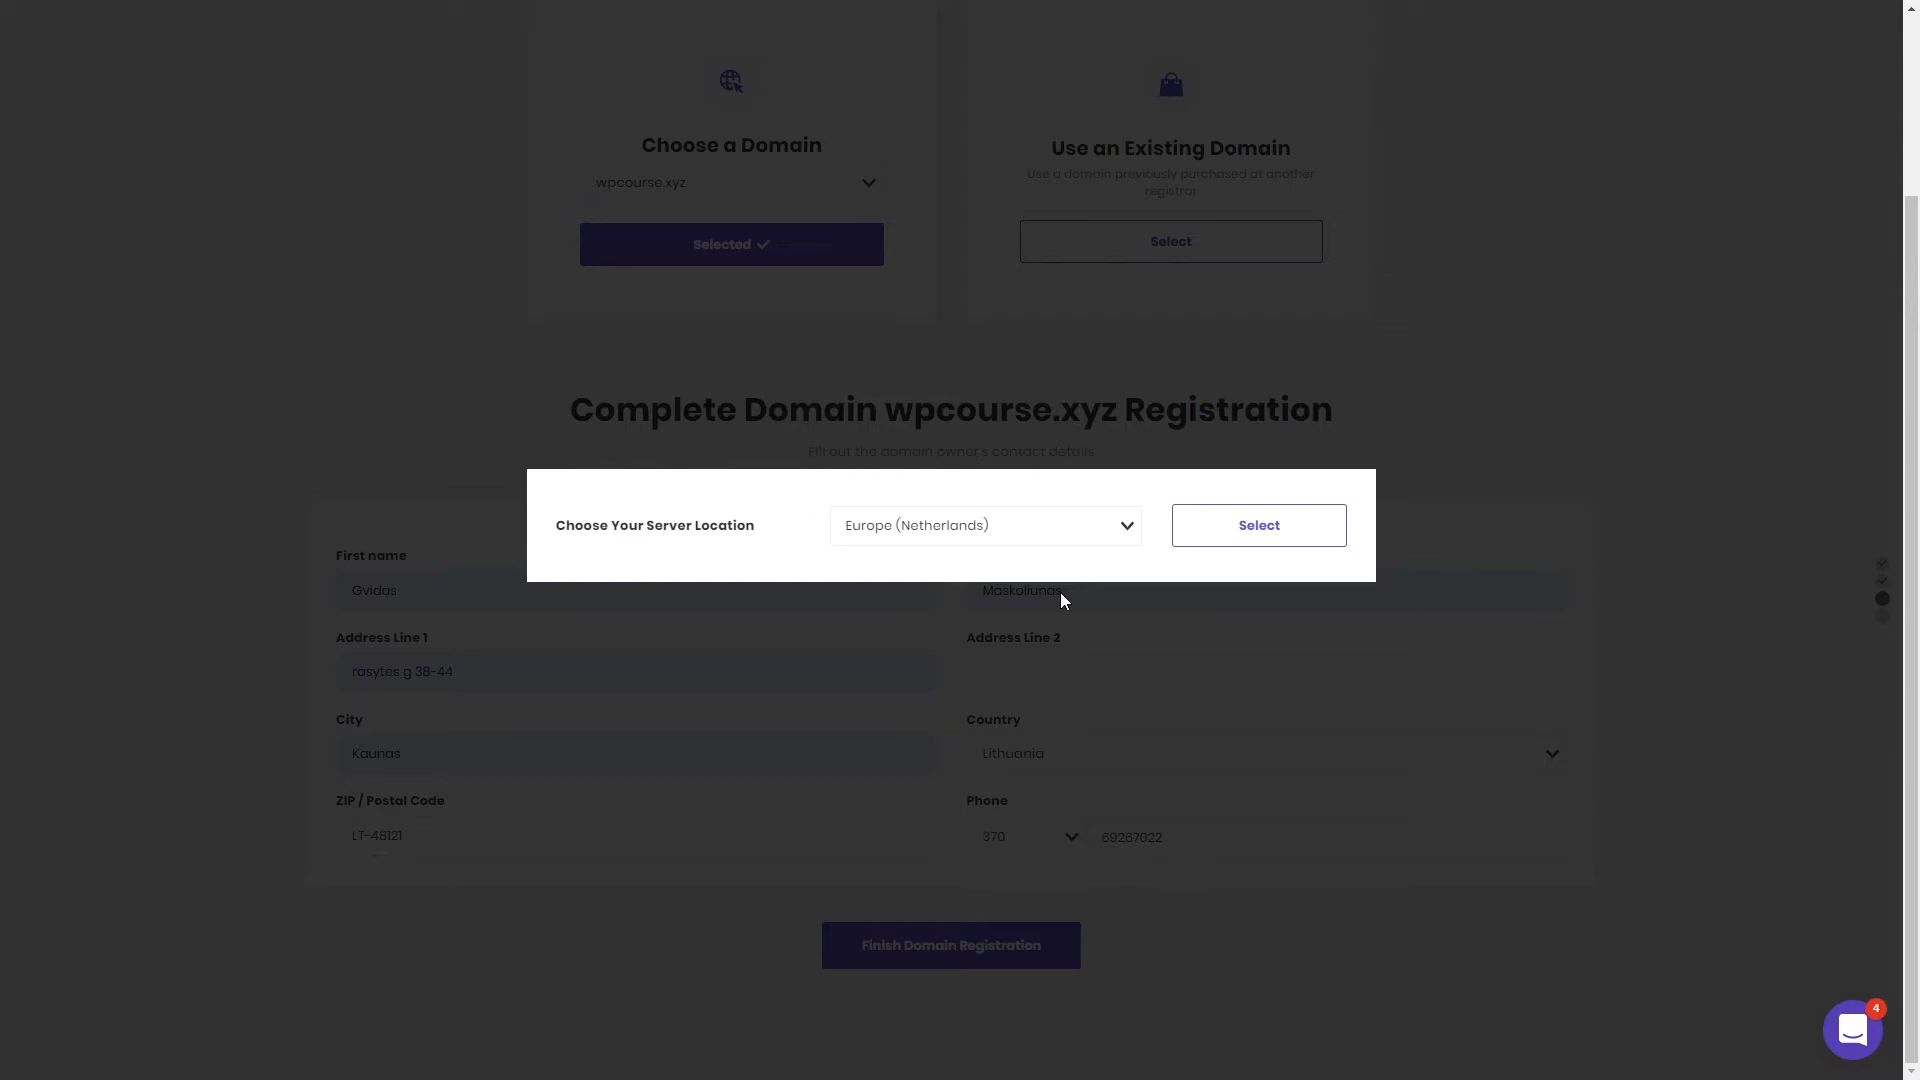 Choose a Domain
wpcourse.xyz
Selected
Use an Existing Domain
Use a domain previously purchased at another
registrar
Select
Complete Domain wpcourse.xyz Registration
Fill out the domain owner's contact details
Choose Your Server Location
Europe (Netherlands)
Select
First name
Gvidas
Maskoliunas
Address Line 1
rasytes g 38-44
Address Line 2
City
Kaunas
Country
Lithuania
ZIP / Postal Code
LT-48121
Phone
370
69267022
Finish Domain Registration
4